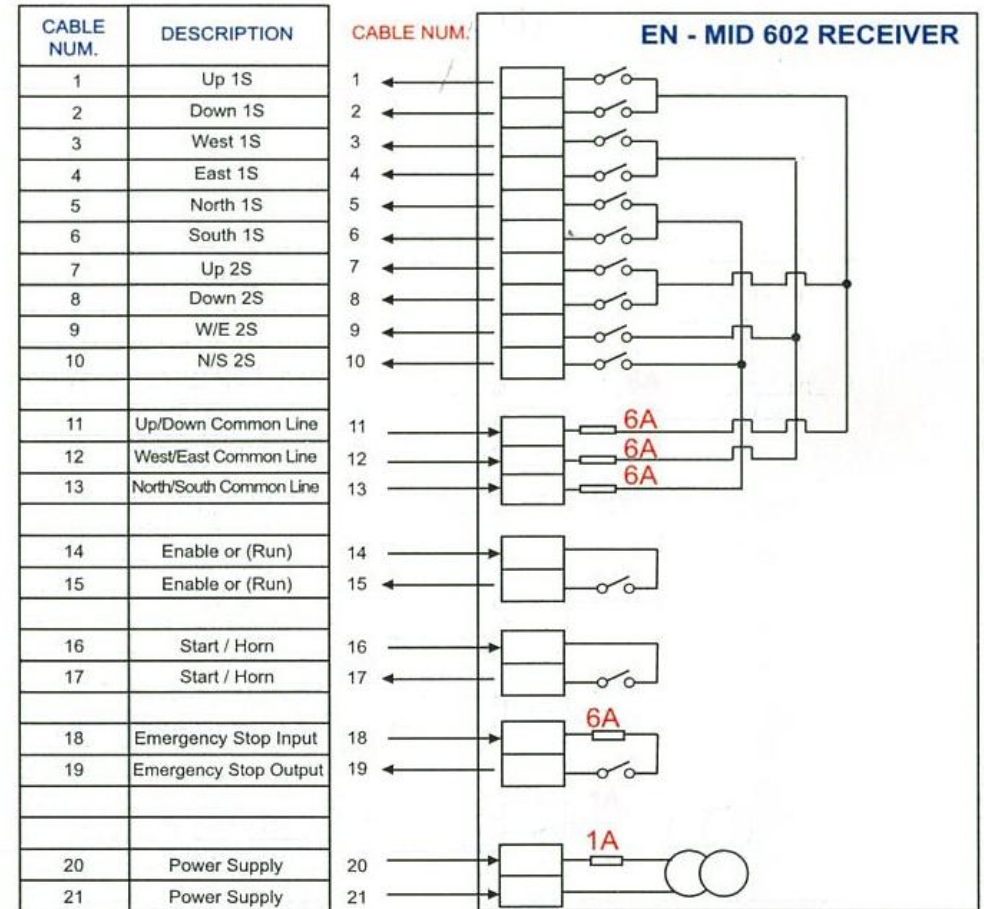 CABLE NUM. DESCRIPTION CABLE NUM. EN - MID 602 RECEIVER
1 Up 1S 1
2 Down 1S 2
3 West 1S 3
4 East 1S 4
5 North 1S 5
6 South 1S 6
7 Up 2S 7
8 Down 2S 8
9 W/E 2S 9
10 N/S 2S 10
11 Up/Down Common Line 11 6A
12 West/East Common Line 12 6A
13 North/South Common Line 13 6A
14 Enable or (Run) 14
15 Enable or (Run) 15
16 Start / Horn 16
17 Start / Horn 17
18 Emergency Stop Input 18 6A
19 Emergency Stop Output 19
20 Power Supply 20 1A
21 Power Supply 21